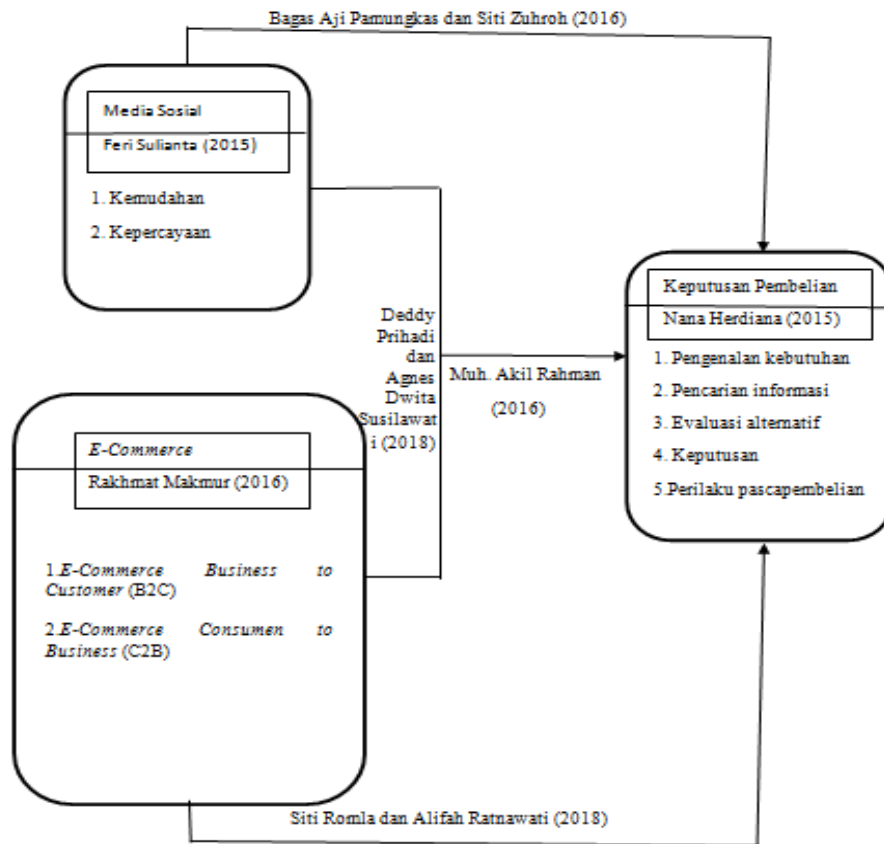 Bagas Aji Pamungkas dan Siti Zuhroh (2016)
Media Sosial
Feri Sulianta (2015)
1. Kemudahan
2. Kepercayaan
Deddy
Prihadi
dan
Agnes
Dwita
Susilawat
i (2018)
Muh. Akil Rahman
(2016)
Keputusan Pembelian
Nana Herdiana (2015)
1. Pengenalan kebutuhan
2. Pencarian informasi
3. Evaluasi alternatif
4. Keputusan
5.Perilaku pascapembelian
E-Commerce
Rakhmat Makmur (2016)
1.E-Commerce Business to
Customer (B2C)
2.E-Commerce Consumen to
Business (C2B)
Siti Romla dan Alifah Ratnawati (2018)